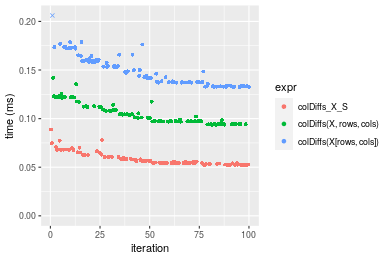 0.20
0.15
0.10
0.05
0.00
time (ms)
0
25
50
75
100
iteration
expr
colDiffs_X_S
colDiffs(X, rows, cols)
colDiffs(X[rows, cols])